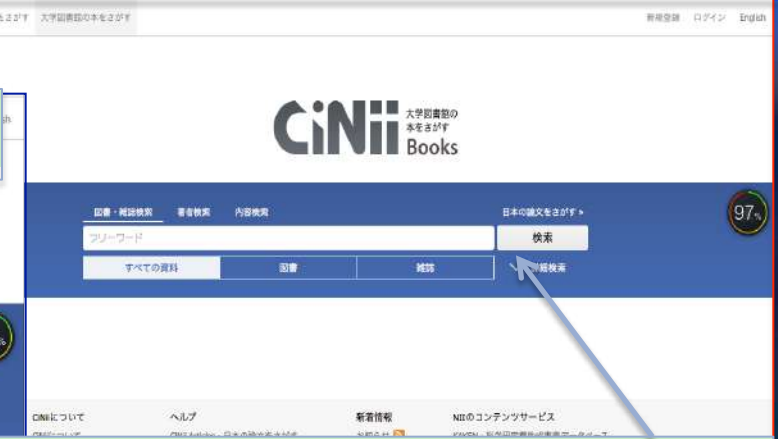 をさがす 大学図書館の本をさがす 新規登録 ログイン English
CiNii 大学図書館の
本をさがす
Books
図書・雑誌検索 著者検索 内容検索 日本の論文をさがす
フリーワード 検索
すべての資料 図書 雑誌 詳細検索
97%
CiNiiについて ヘルプ 新着情報 NIIのコンテンツサービス